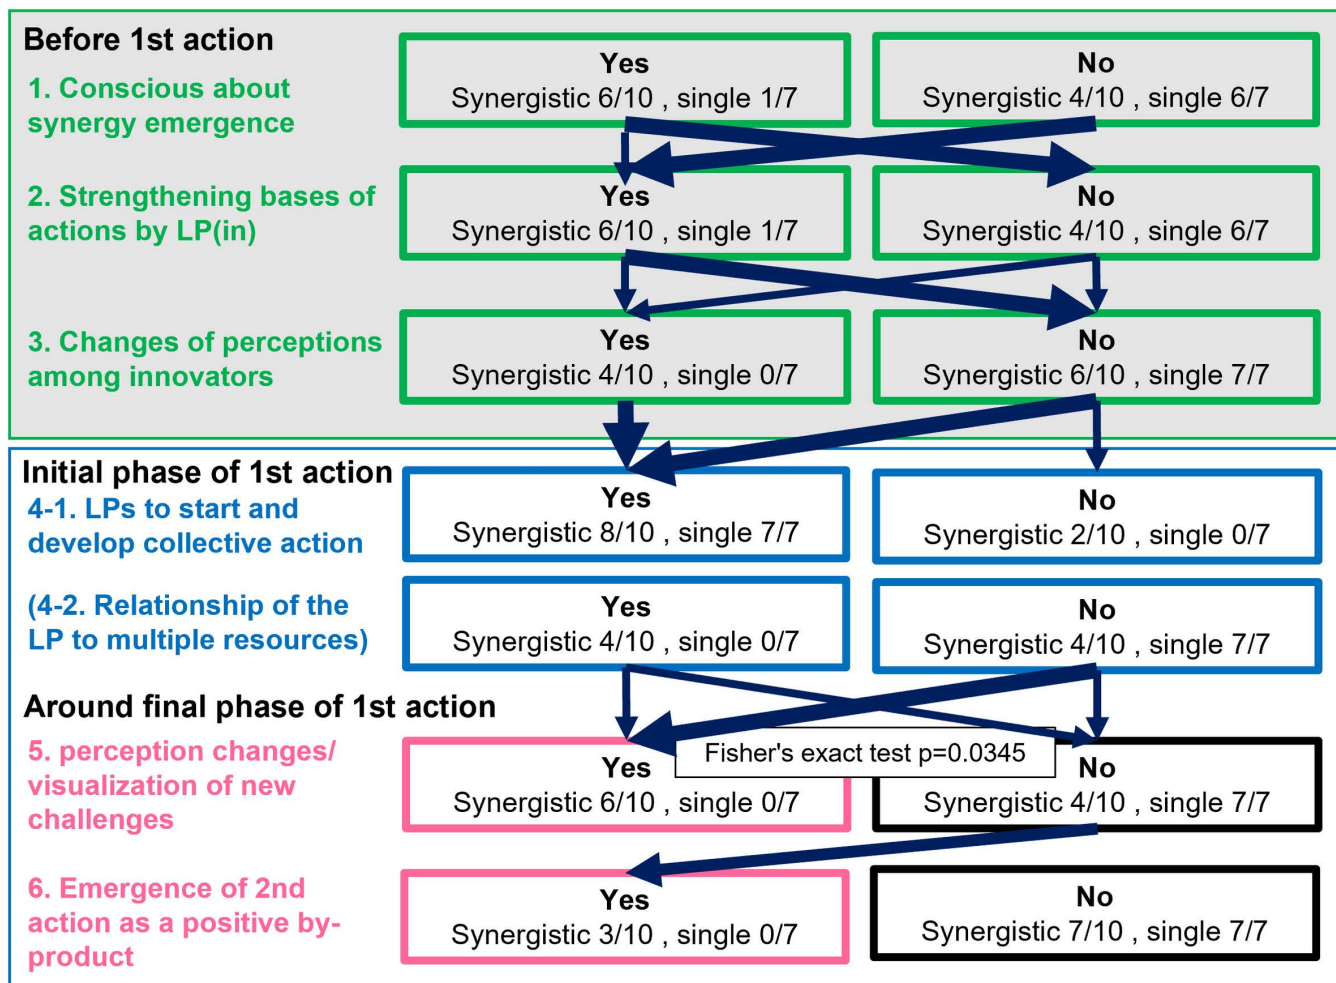 Before 1st action
1. Conscious about
synergy emergence
Yes
Synergistic 6/10 , single 1/7
No
Synergistic 4/10 , single 6/7
2. Strengthening bases of
actions by LP(in)
Yes
Synergistic 6/10 , single 1/7
No
Synergistic 4/10 , single 6/7
3. Changes of perceptions
among innovators
Yes
Synergistic 4/10 , single 0/7
No
Synergistic 6/10 , single 7/7
Initial phase of 1st action
4-1. LPs to start and
develop collective action
Yes
Synergistic 8/10 , single 7/7
No
Synergistic 2/10 , single 0/7
(4-2. Relationship of the
LP to multiple resources)
Yes
Synergistic 4/10 , single 0/7
No
Synergistic 4/10 , single 7/7
Around final phase of 1st action
5. perception changes/
visualization of new
challenges
Yes
Synergistic 6/10 , single 0/7
Fisher's exact test p=0.0345
No
Synergistic 4/10 , single 7/7
6. Emergence of 2nd
action as a positive by-
product
Yes
Synergistic 3/10 , single 0/7
No
Synergistic 7/10 , single 7/7